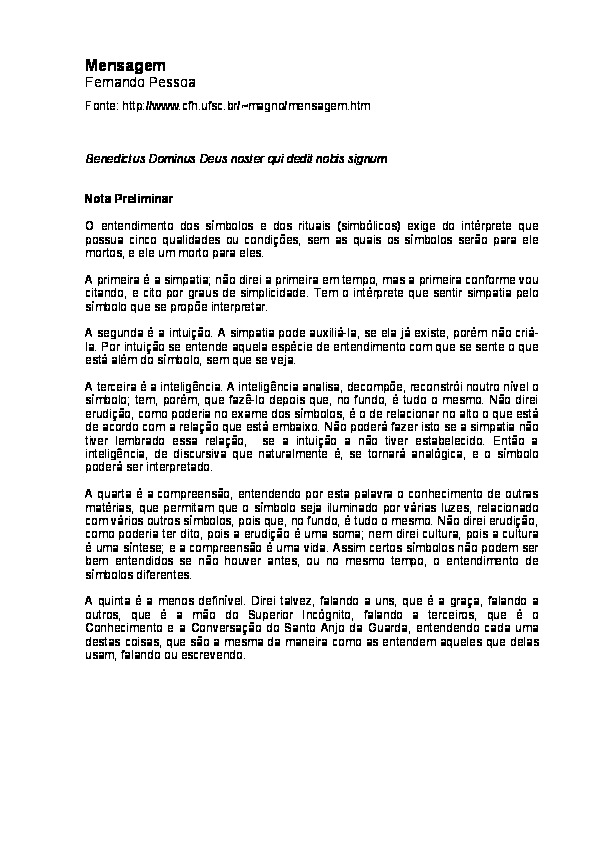 Mensagem
Fernando Pessoa
Fonte: http://www.cfh.ufsc.br/~magno/mensagem.htm
Benedictus Dominus Deus noster qui dedit nobis signum
Nota Preliminar
O entendimento dos símbolos e dos rituais (simbólicos) exige do intérprete que
possua cinco qualidades ou condições, sem as quais os símbolos serão para ele
mortos, e ele um morto para eles.
A primeira é a simpatia; não direi a primeira em tempo, mas a primeira conforme vou
citando, e cito por graus de simplicidade. Tem o intérprete que sentir simpatia pelo
símbolo que se propõe interpretar.
A segunda é a intuição. A simpatia pode auxiliá-la, se ela já existe, porém não criá-
la. Por intuição se entende aquela espécie de entendimento com que se sente o que
está além do símbolo, sem que se veja.
A terceira é a inteligência. A inteligência analisa, decompõe, reconstrói noutro nível o
símbolo; tem, porém, que fazê-lo depois que, no fundo, é tudo o mesmo. Não direi
erudição, como poderia no exame dos símbolos, é o de relacionar no alto o que está
de acordo com a relação que está embaixo. Não poderá fazer isto se a simpatia não
tiver lembrado essa relação, se a intuição a não tiver estabelecido. Então a
inteligência, de discursiva que naturalmente é, se tornará analógica, e o símbolo
poderá ser interpretado.
A quarta é a compreensão, entendendo por esta palavra o conhecimento de outras
matérias, que permitam que o símbolo seja iluminado por várias luzes, relacionado
com vários outros símbolos, pois que, no fundo, é tudo o mesmo. Não direi erudição,
como poderia ter dito, pois a erudição é uma soma; nem direi cultura, pois a cultura
é uma síntese; e a compreensão é uma vida. Assim certos símbolos não podem ser
bem entendidos se não houver antes, ou no mesmo tempo, o entendimento de
símbolos diferentes.
A quinta é a menos definível. Direi talvez, falando a uns, que é a graça, falando a
outros, que é a mão do Superior Incógnito, falando a terceiros, que é o
Conhecimento e a Conversação do Santo Anjo da Guarda, entendendo cada uma
destas coisas, que são a mesma da maneira como as entendem aqueles que delas
usam, falando ou escrevendo.